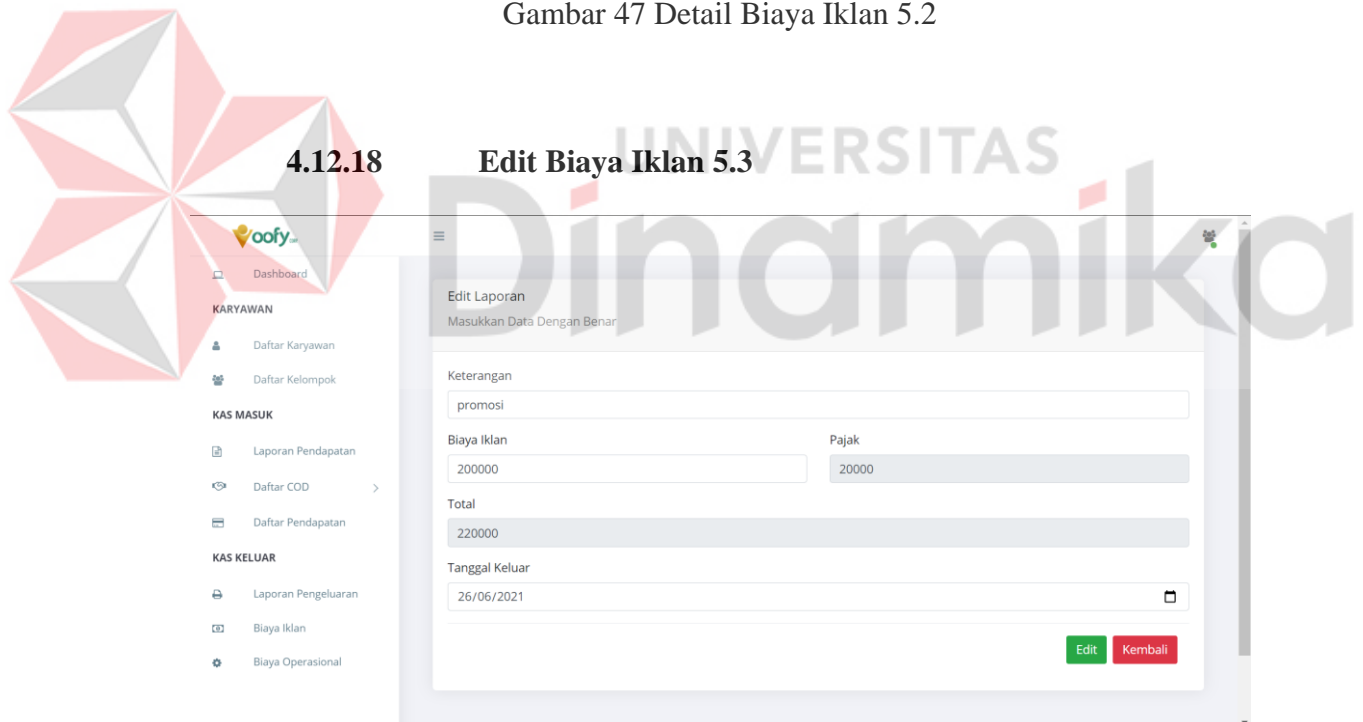 Gambar 47 Detail Biaya Iklan 5.2
UNIVERSITAS
Dinamika
4.12.18 Edit Biaya Iklan 5.3
oofy
Dashboard
KARYAWAN
Daftar Karyawan
Daftar Kelompok
KAS MASUK
Laporan Pendapatan
Daftar COD
Daftar Pendapatan
KAS KELUAR
Laporan Pengeluaran
Biaya Iklan
Biaya Operasional
Edit Laporan
Masukkan Data Dengan Benar
Keterangan
promosi
Biaya Iklan
200000
Pajak
20000
Total
220000
Tanggal Keluar
26/06/2021
Edit Kembali